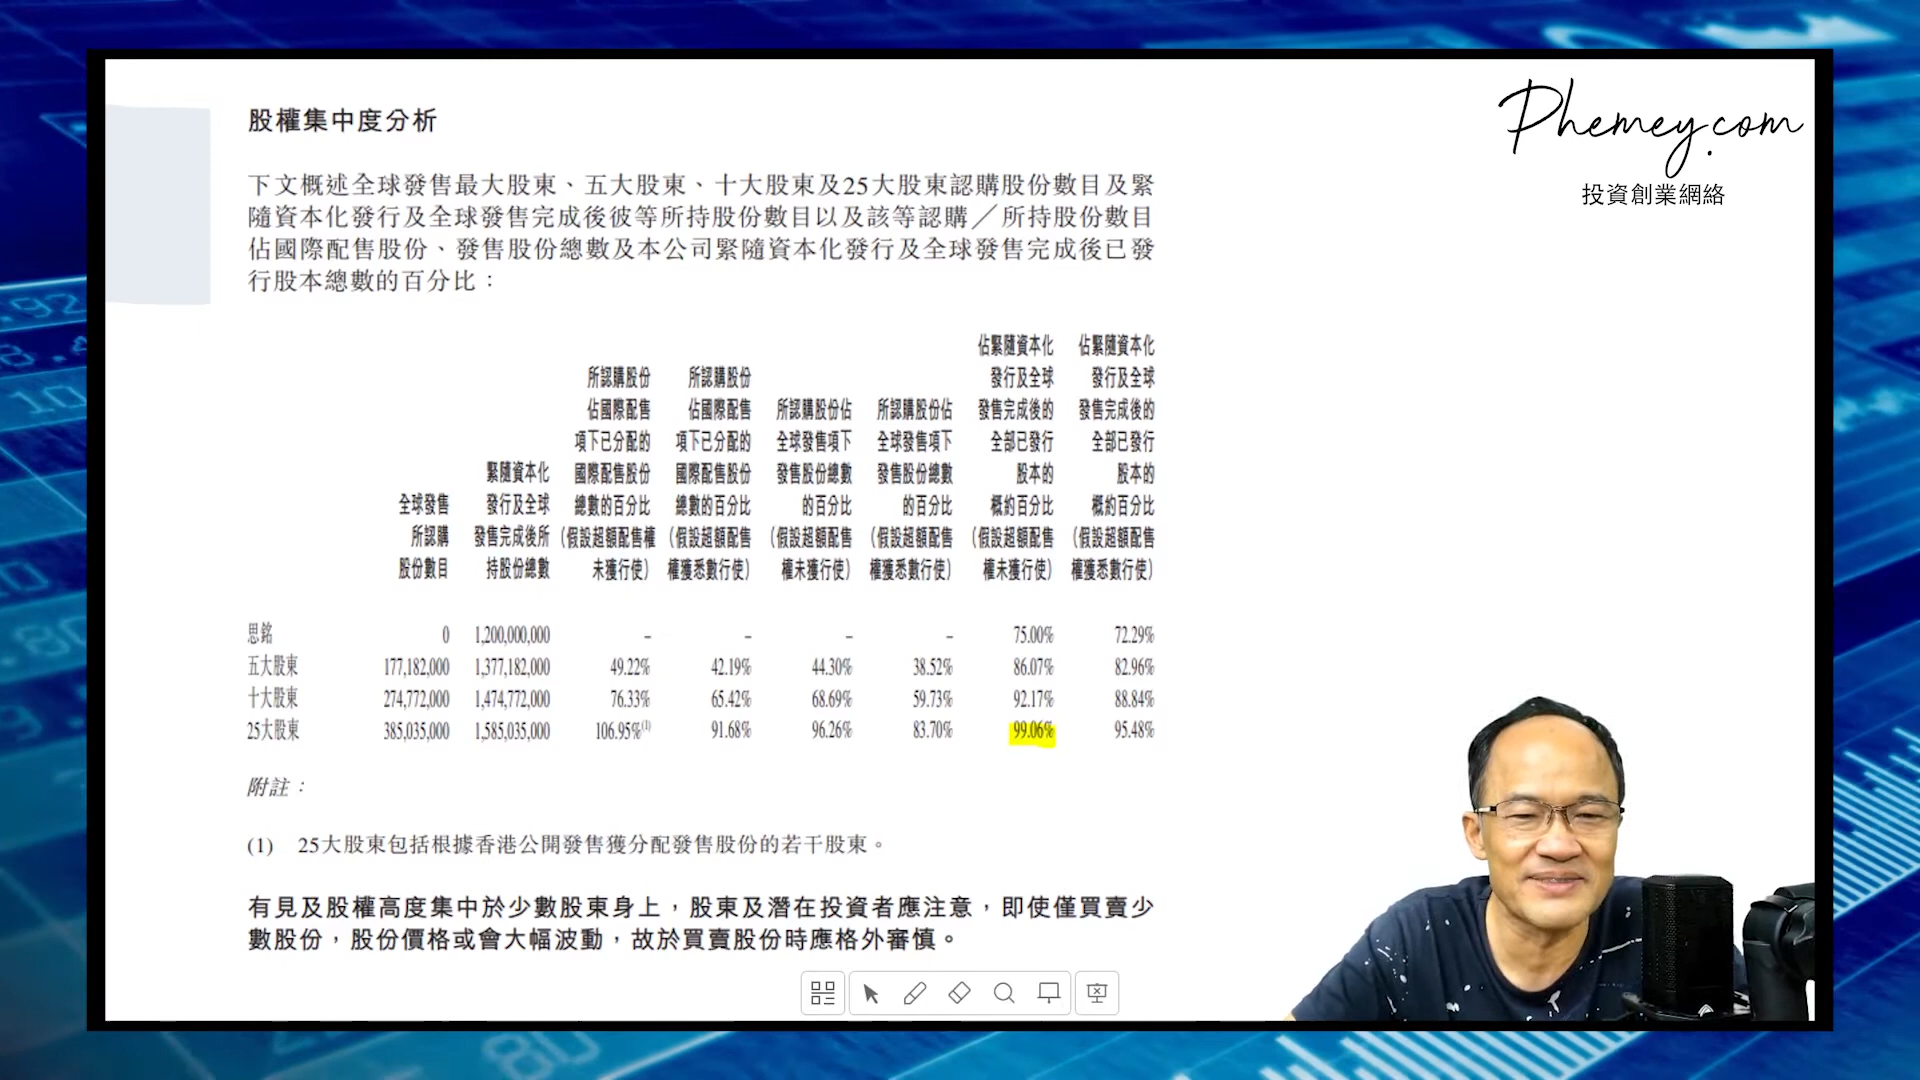 Phemey.com
投資創業網絡
股權集中度分析
下文概述全球發售最大股東、五大股東、十大股東及25大股東認購股份數目及緊
隨資本化發行及全球發售完成後彼等所持股份數目以及該等認購／所持股份數目
佔國際配售股份、發售股份總數及本公司緊隨資本化發行及全球發售完成後已發
行股本總數的百分比：
佔緊隨資本化 佔緊隨資本化
所認購股份 所認購股份 發行及全球 發行及全球
佔國際配售 佔國際配售 所認購股份佔 所認購股份佔 發售完成後的 發售完成後的
項下已分配的 項下已分配的 全球發售項下 全球發售項下 全部已發行 全部已發行
緊隨資本化 國際配售股份 國際配售股份 發售股份總數 發售股份總數 股本的 股本的
全球發售 發行及全球 總數的百分比 總數的百分比 的百分比 的百分比 概約百分比 概約百分比
所認購 發售完成後所 (假設超額配售權 (假設超額配售 (假設超額配售 (假設超額配售 (假設超額配售 (假設超額配售
股份數目 持股份總數 未獲行使) 權獲悉數行使) 權未獲行使) 權獲悉數行使) 權未獲行使) 權獲悉數行使)
思銘 0 1,200,000,000 – – – – 75.00% 72.29%
五大股東 177,182,000 1,377,182,000 49.22% 42.19% 44.30% 38.52% 86.07% 82.96%
十大股東 274,772,000 1,474,772,000 76.33% 65.42% 68.69% 59.73% 92.17% 88.84%
25大股東 385,035,000 1,585,035,000 106.95%(1) 91.68% 96.26% 83.70% 99.06% 95.48%
附註：
(1) 25大股東包括根據香港公開發售獲分配發售股份的若干股東。
有見及股權高度集中於少數股東身上，股東及潛在投資者應注意，即使僅買賣少
數股份，股份價格或會大幅波動，故於買賣股份時應格外審慎。